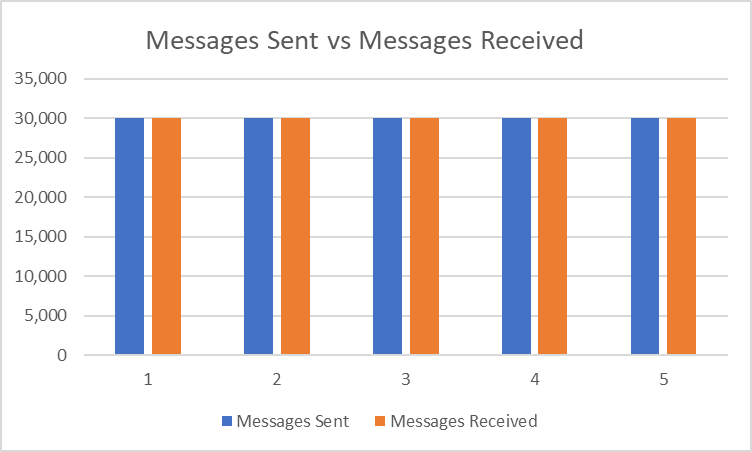 Messages Sent vs Messages Received
35,000
30,000
25,000
20,000
15,000
10,000
5,000
0
1 2 3 4 5
Messages Sent Messages Received